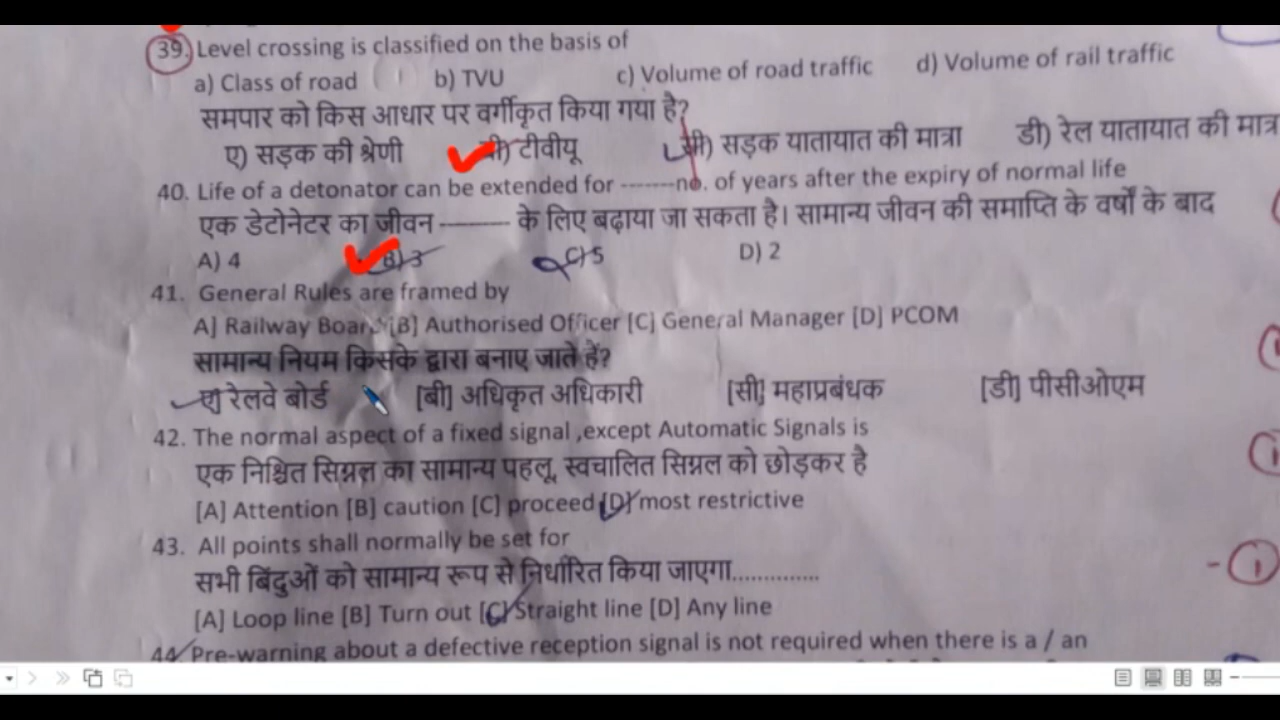 39. Level crossing is classified on the basis of
a) Class of road b) TVU c) Volume of road traffic d) Volume of rail traffic
समपार को किस आधार पर वर्गीकृत किया गया है?
ए) सड़क की श्रेणी बी) टीवीयू सी) सड़क यातायात की मात्रा डी) रेल यातायात की मात्र
40. Life of a detonator can be extended for -------no. of years after the expiry of normal life
एक डेटोनेटर का जीवन ------- के लिए बढ़ाया जा सकता है। सामान्य जीवन की समाप्ति के वर्षों के बाद
A) 4 B) 3 C) 5 D) 2
41. General Rules are framed by
A] Railway Board [B] Authorised Officer [C] General Manager [D] PCOM
सामान्य नियम किसके द्वारा बनाए जाते हैं?
ए] रेलवे बोर्ड [बी] अधिकृत अधिकारी [सी] महाप्रबंधक [डी] पीसीओएम
42. The normal aspect of a fixed signal ,except Automatic Signals is
एक निश्चित सिग्नल का सामान्य पहलू, स्वचालित सिग्नल को छोड़कर है
[A] Attention [B] caution [C] proceed [D] most restrictive
43. All points shall normally be set for
सभी बिंदुओं को सामान्य रूप से निर्धारित किया जाएगा..............
[A] Loop line [B] Turn out [C] Straight line [D] Any line
44 Pre-warning about a defective reception signal is not required when there is a / an